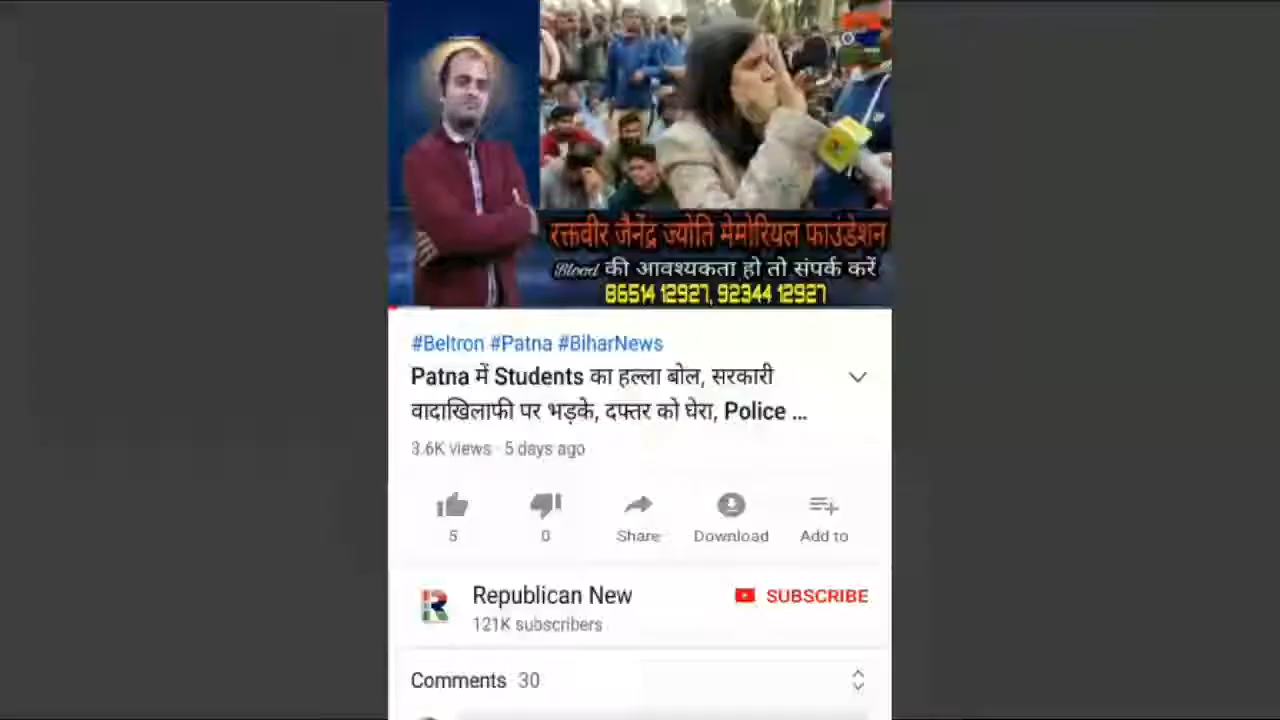 रक्तवीर जैनेंद्र ज्योति मेमोरियल फाउंडेशन
Blood की आवश्यकता हो तो संपर्क करें
86514 12927, 92344 12927
#Beltron #Patna #BiharNews
Patna में Students का हल्ला बोल, सरकारी
वादाखिलाफी पर भड़के, दफ्तर को घेरा, Police ...
3.6K views · 5 days ago
5 0 Share Download Add to
Republican New SUBSCRIBE
121K subscribers
Comments 30